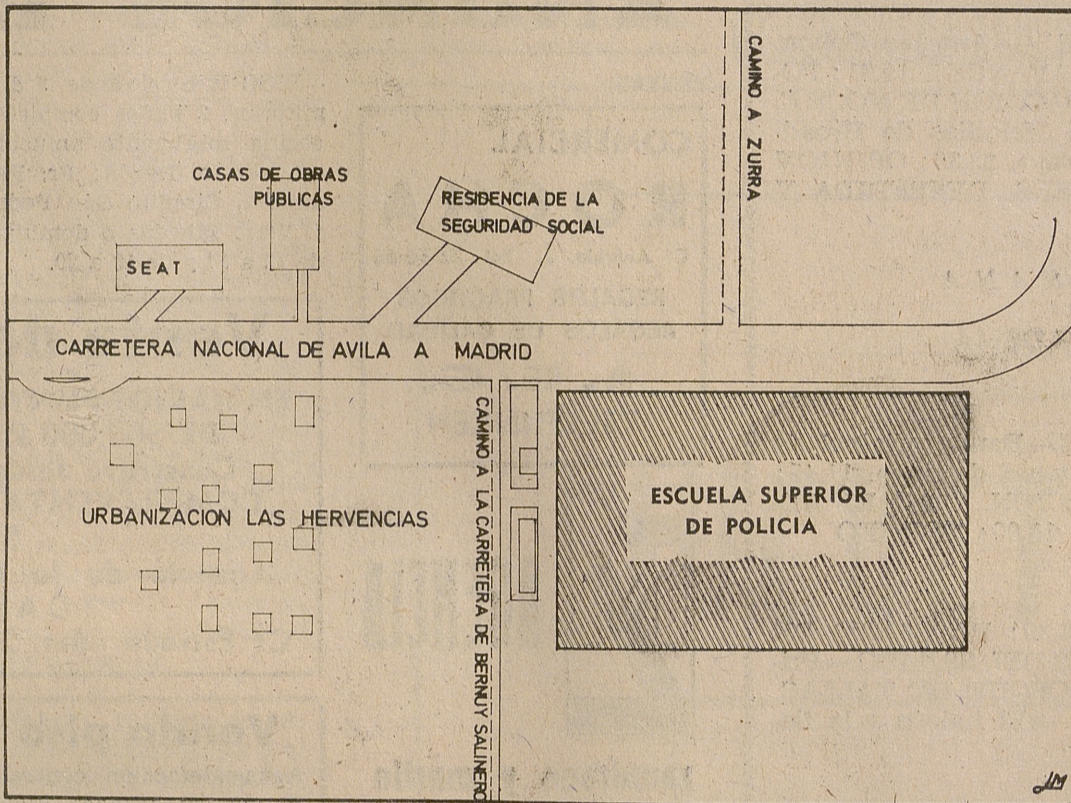 CAMINO A ZURRA
CASAS DE OBRAS
PUBLICAS
RESIDENCIA DE LA
SEGURIDAD SOCIAL
SEAT
CARRETERA NACIONAL DE AVILA A MADRID
CAMINO A LA CARRETERA DE BERNUY SALINERO
ESCUELA SUPERIOR
DE POLICIA
URBANIZACION LAS HERVENCIAS
JM